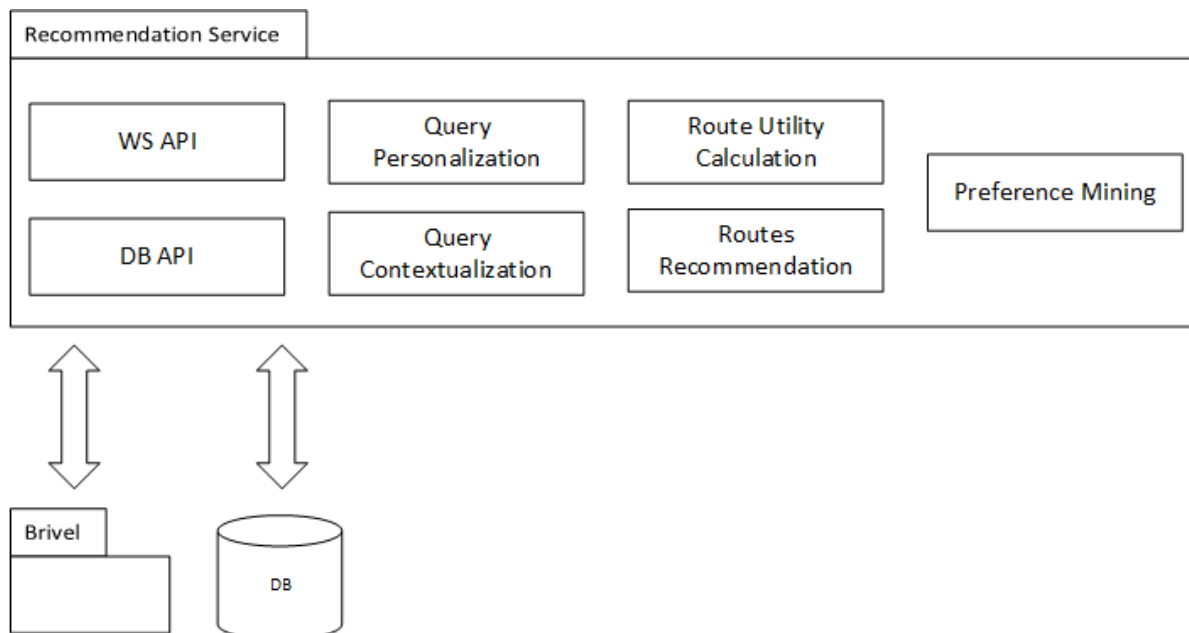 Recommendation Service
WS API
DB API
Query
Personalization
Query
Contextualization
Route Utility
Calculation
Routes
Recommendation
Preference Mining
Brivel
DB